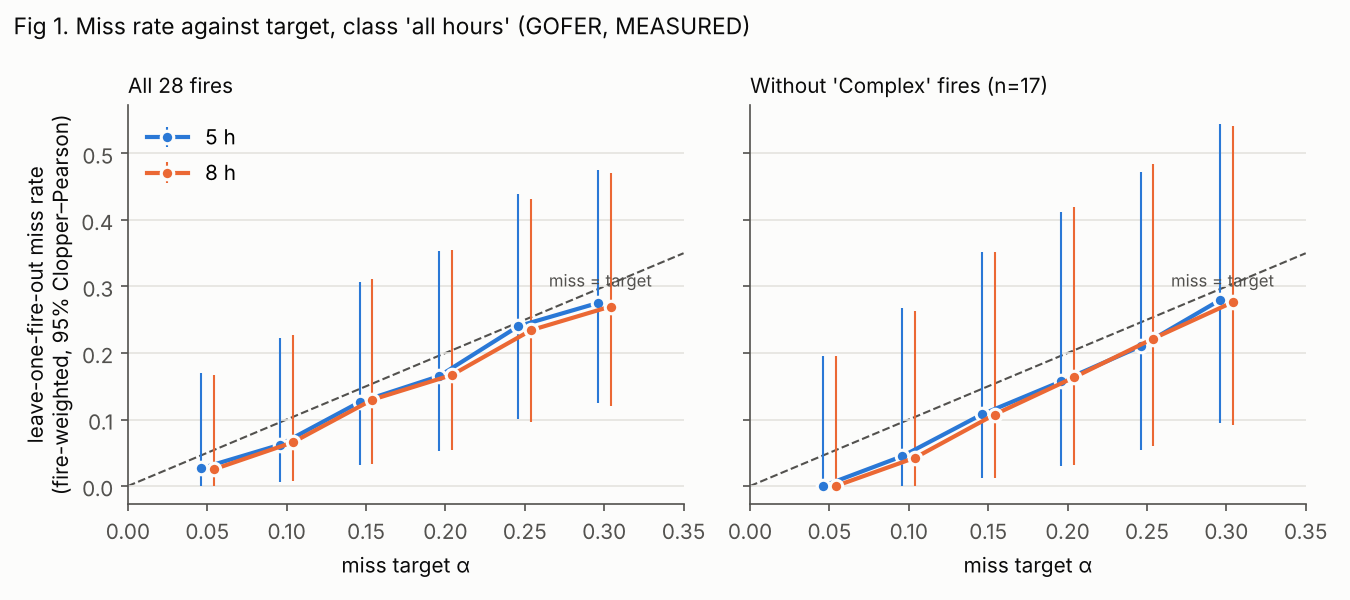 Fig 1. Miss rate against target, class 'all hours' (GOFER, MEASURED)
All 28 fires
leave-one-fire-out miss rate
(fire-weighted, 95% Clopper–Pearson)
5 h
8 h
miss = target
0.5
0.4
0.3
0.2
0.1
0.0
0.00 0.05 0.10 0.15 0.20 0.25 0.30 0.35
miss target α
Without 'Complex' fires (n=17)
miss = target
0.00 0.05 0.10 0.15 0.20 0.25 0.30 0.35
miss target α